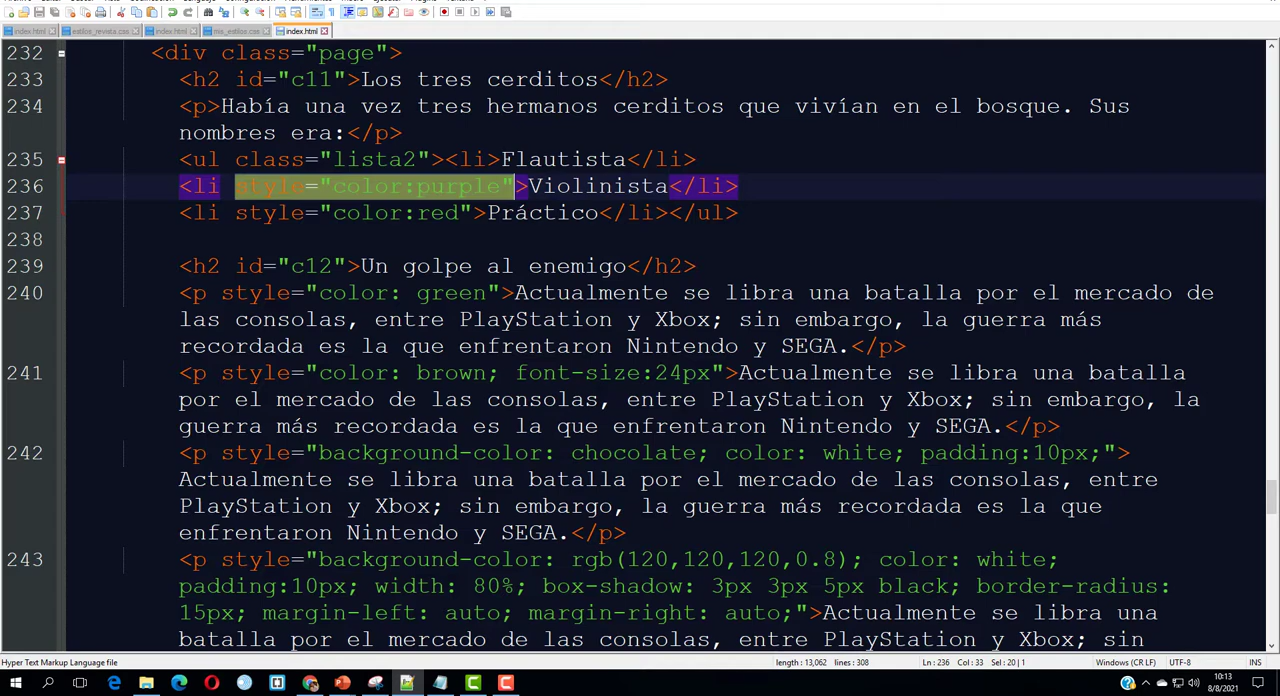 index.html estilos_revista.css index.html mis_estilos.css index.html
232 <div class="page">
233 <h2 id="c11">Los tres cerditos</h2>
234 <p>Había una vez tres hermanos cerditos que vivían en el bosque. Sus
nombres era:</p>
235 <ul class="lista2"><li>Flautista</li>
236 <li style="color:purple">Violinista</li>
237 <li style="color:red">Práctico</li></ul>
238
239 <h2 id="c12">Un golpe al enemigo</h2>
240 <p style="color: green">Actualmente se libra una batalla por el mercado de
las consolas, entre PlayStation y Xbox; sin embargo, la guerra más
recordada es la que enfrentaron Nintendo y SEGA.</p>
241 <p style="color: brown; font-size:24px">Actualmente se libra una batalla
por el mercado de las consolas, entre PlayStation y Xbox; sin embargo, la
guerra más recordada es la que enfrentaron Nintendo y SEGA.</p>
242 <p style="background-color: chocolate; color: white; padding:10px;">
Actualmente se libra una batalla por el mercado de las consolas, entre
PlayStation y Xbox; sin embargo, la guerra más recordada es la que
enfrentaron Nintendo y SEGA.</p>
243 <p style="background-color: rgb(120,120,120,0.8); color: white;
padding:10px; width: 80%; box-shadow: 3px 3px 5px black; border-radius:
15px; margin-left: auto; margin-right: auto;">Actualmente se libra una
batalla por el mercado de las consolas, entre PlayStation y Xbox; sin
Hyper Text Markup Language file length : 13,062 lines : 308 Ln : 236 Col : 33 Sel : 20 | 1 Windows (CR LF) UTF-8 INS
10:13
8/8/2021